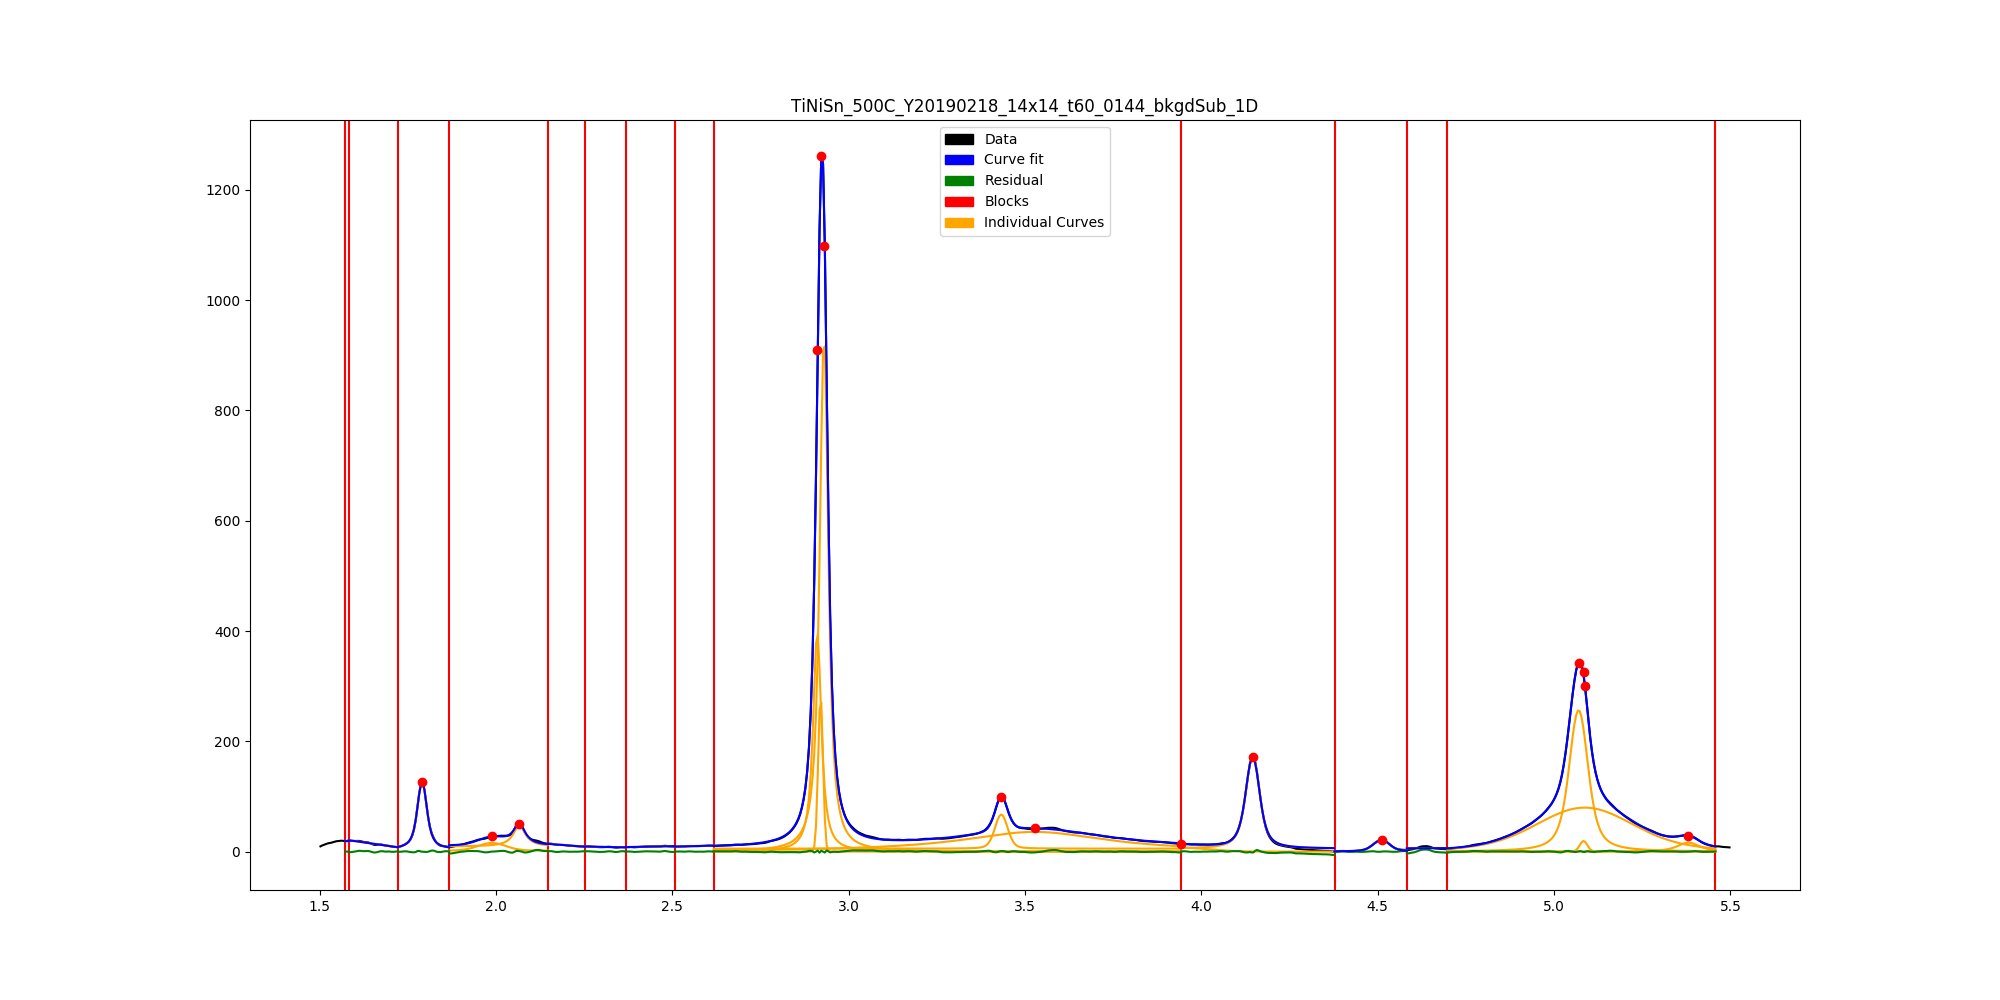 TiNiSn_500C_Y20190218_14x14_t60_0144_bkgdSub_1D
Data
Curve fit
Residual
Blocks
Individual Curves
1200
1000
800
600
400
200
0
1.5 2.0 2.5 3.0 3.5 4.0 4.5 5.0 5.5